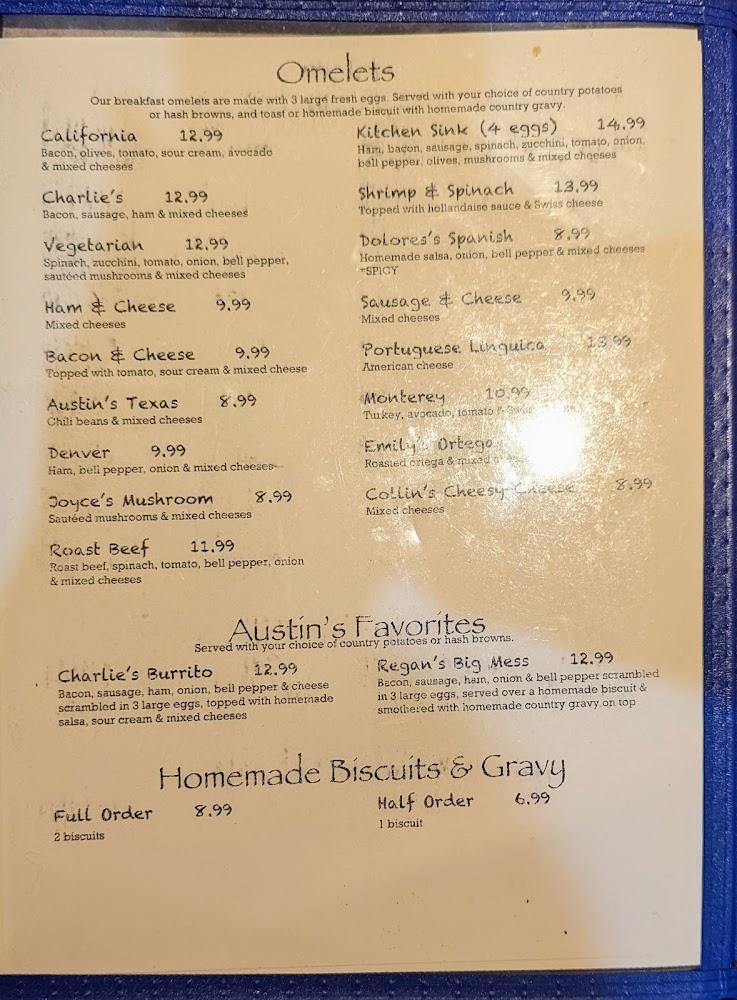 Omelets
Our breakfast omelets are made with 3 large fresh eggs. Served with your choice of country potatoes
or hash browns, and toast or homemade biscuit with homemade country gravy.
California 12.99
Bacon, olives, tomato, sour cream, avocado
& mixed cheeses
Charlie's 12.99
Bacon, sausage, ham & mixed cheeses
Vegetarian 12.99
Spinach, zucchini, tomato, onion, bell pepper,
sautéed mushrooms & mixed cheeses
Ham & Cheese 9.99
Mixed cheeses
Bacon & Cheese 9.99
Topped with tomato, sour cream & mixed cheese
Austin's Texas 8.99
Chili beans & mixed cheeses
Denver 9.99
Ham, bell pepper, onion & mixed cheeses
Joyce's Mushroom 8.99
Sautéed mushrooms & mixed cheeses
Roast Beef 11.99
Roast beef, spinach, tomato, bell pepper, onion
& mixed cheeses
Kitchen Sink (4 eggs) 14.99
Ham, bacon, sausage, spinach, zucchini, tomato, onion,
bell pepper, olives, mushrooms & mixed cheeses
Shrimp & Spinach 13.99
Topped with hollandaise sauce & Swiss cheese
Dolores's Spanish 8.99
Homemade salsa, onion, bell pepper & mixed cheeses
*SPICY
Sausage & Cheese 9.99
Mixed cheeses
Portuguese Linguica 13.99
American cheese
Monterey 10.99
Turkey, avocado, tomato &
Emily's Ortega
Roasted ortega & mixed
Collin's Cheesy Cheese 8.99
Mixed cheeses
Austin's Favorites
Served with your choice of country potatoes or hash browns.
Charlie's Burrito 12.99
Bacon, sausage, ham, onion, bell pepper & cheese
scrambled in 3 large eggs, topped with homemade
salsa, sour cream & mixed cheeses
Regan's Big Mess 12.99
Bacon, sausage, ham, onion & bell pepper scrambled
in 3 large eggs, served over a homemade biscuit &
smothered with homemade country gravy on top
Homemade Biscuits & Gravy
Full Order 8.99
2 biscuits
Half Order 6.99
1 biscuit